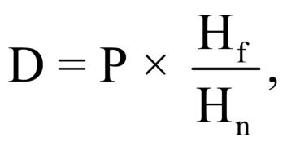 D = P × H_f / H_n,